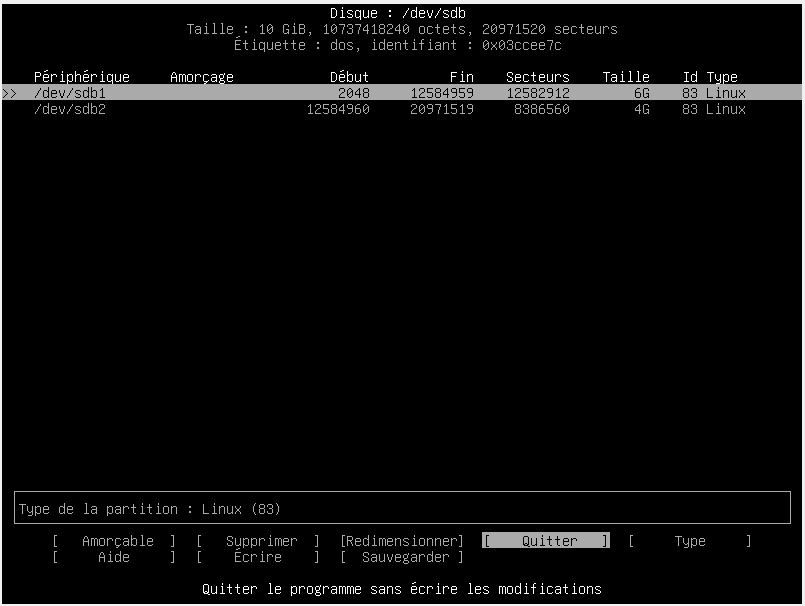 Disque : /dev/sdb
Taille : 10 GiB, 10737418240 octets, 20971520 secteurs
Étiquette : dos, identifiant : 0x03ccee7c
Périphérique Amorçage Début Fin Secteurs Taille Id Type
>> /dev/sdb1 2048 12584959 12582912 6G 83 Linux
/dev/sdb2 12584960 20971519 8386560 4G 83 Linux
Type de la partition : Linux (83)
[ Amorçable ] [ Supprimer ] [Redimensionner] [ Quitter ] [ Type ]
[ Aide ] [ Écrire ] [ Sauvegarder ]
Quitter le programme sans écrire les modifications